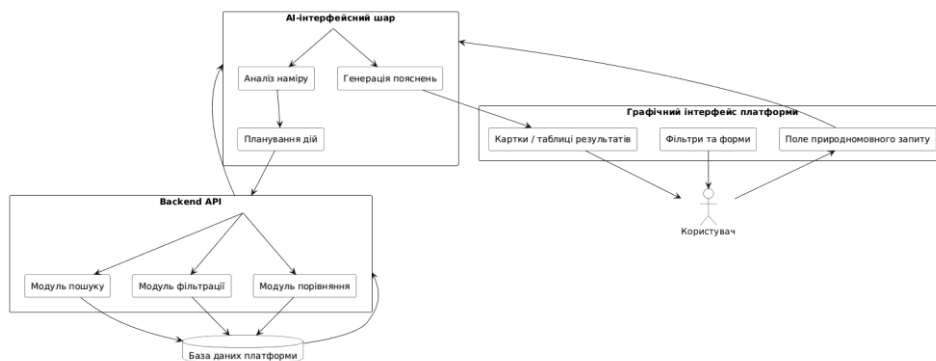 AI-інтерфейсний шар
Аналіз наміру
Генерація пояснень
Планування дій
Графічний інтерфейс платформи
Картки / таблиці результатів
Фільтри та форми
Поле природномовного запиту
Користувач
Backend API
Модуль пошуку
Модуль фільтрації
Модуль порівняння
База даних платформи